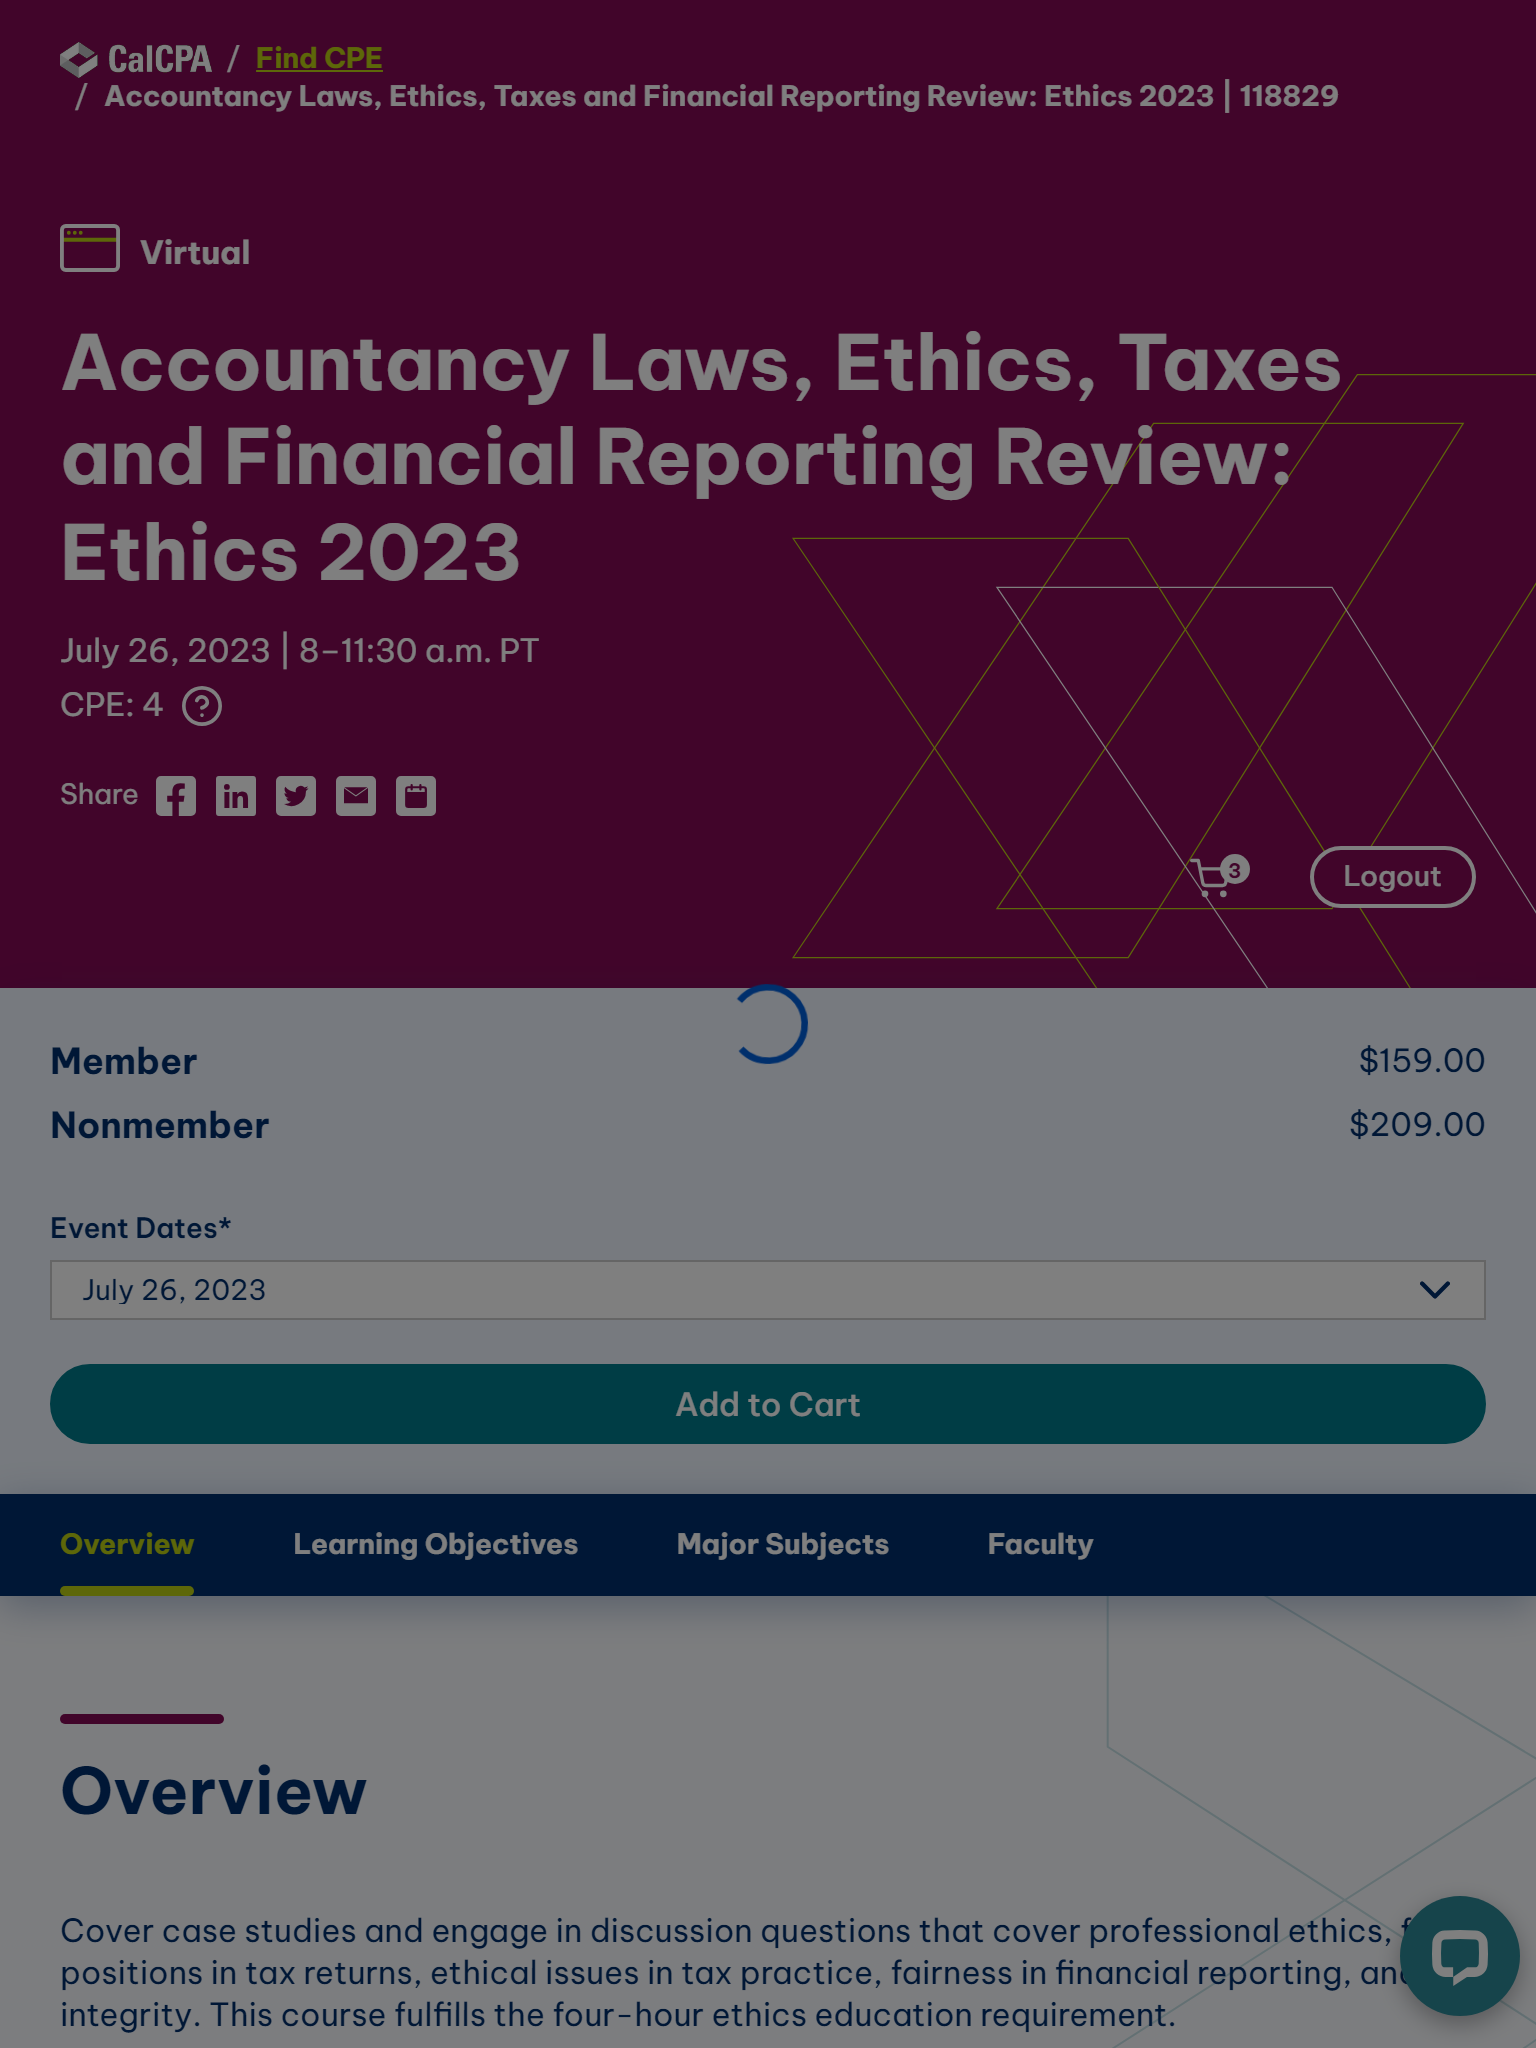 CalCPA / Find CPE
/ Accountancy Laws, Ethics, Taxes and Financial Reporting Review: Ethics 2023 | 118829
Virtual
Accountancy Laws, Ethics, Taxes
and Financial Reporting Review:
Ethics 2023
July 26, 2023 | 8–11:30 a.m. PT
CPE: 4 ?
Share
3 Logout
Member $159.00
Nonmember $209.00
Event Dates*
July 26, 2023
Add to Cart
Overview Learning Objectives Major Subjects Faculty
Overview
Cover case studies and engage in discussion questions that cover professional ethics,
positions in tax returns, ethical issues in tax practice, fairness in financial reporting,
integrity. This course fulfills the four-hour ethics education requirement.